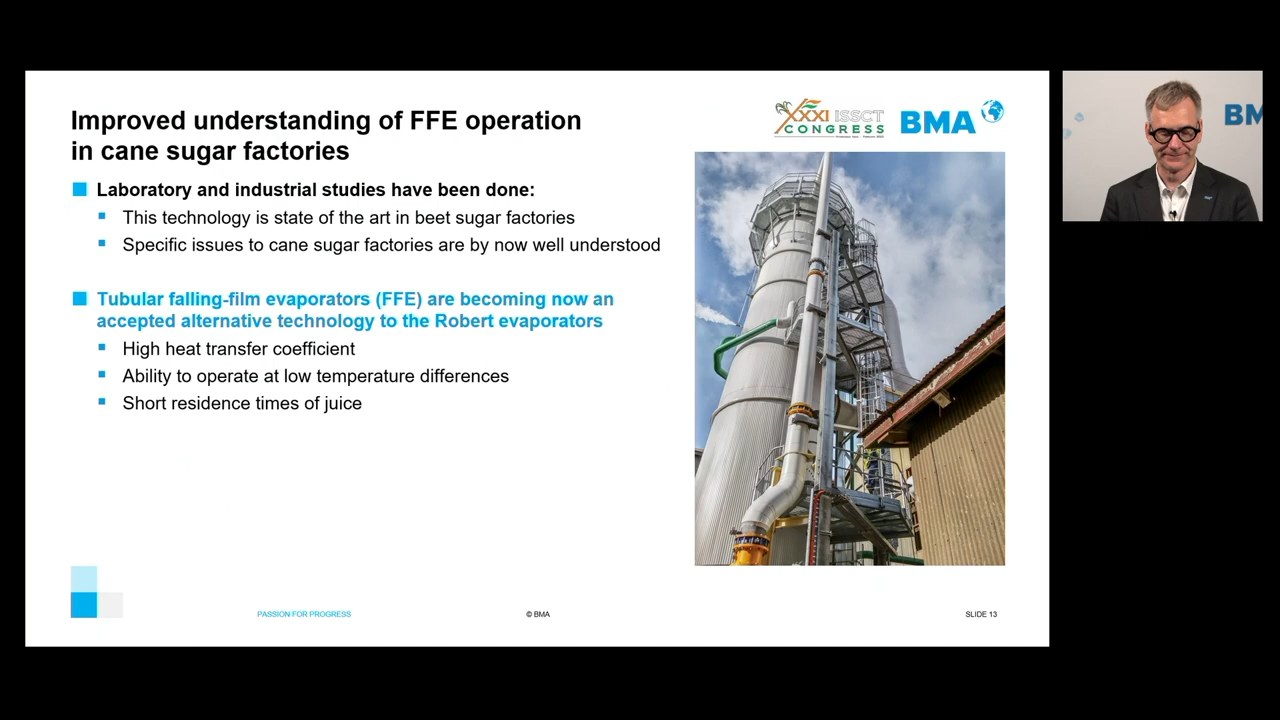 Improved understanding of FFE operation
in cane sugar factories
XXXI ISSCT
CONGRESS
BMA
Laboratory and industrial studies have been done:
This technology is state of the art in beet sugar factories
Specific issues to cane sugar factories are by now well understood
Tubular falling-film evaporators (FFE) are becoming now an
accepted alternative technology to the Robert evaporators
High heat transfer coefficient
Ability to operate at low temperature differences
Short residence times of juice
PASSION FOR PROGRESS
© BMA
SLIDE 13
BM